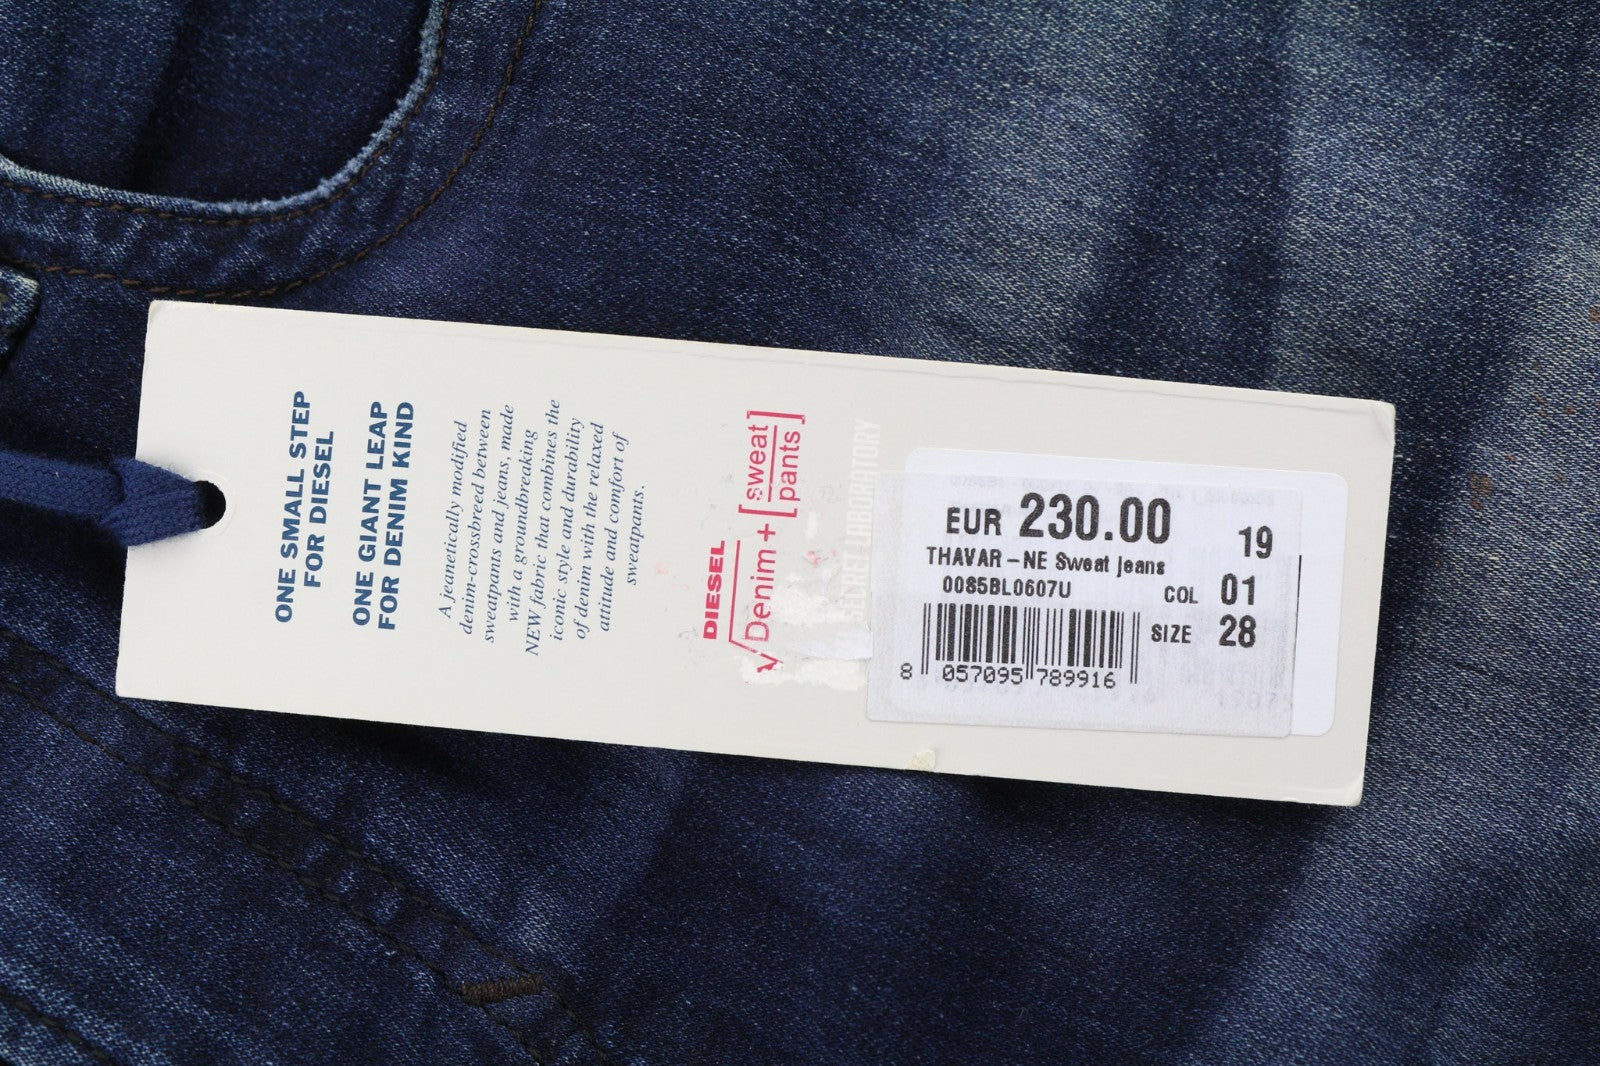 ONE SMALL STEP
FOR DIESEL
ONE GIANT LEAP
FOR DENIM KIND
A jeanetically modified
denim-crossbreed between
sweatpants and jeans, made
with a groundbreaking
NEW fabric that combines the
iconic style and durability
of denim with the relaxed
attitude and comfort of
sweatpants.
DIESEL
Denim + [sweat
pants]
SECRET LABORATORY
EUR 230.00
19
THAVAR-NE Sweat jeans
0085BL0607U
COL 01
SIZE 28
8 057095 789916